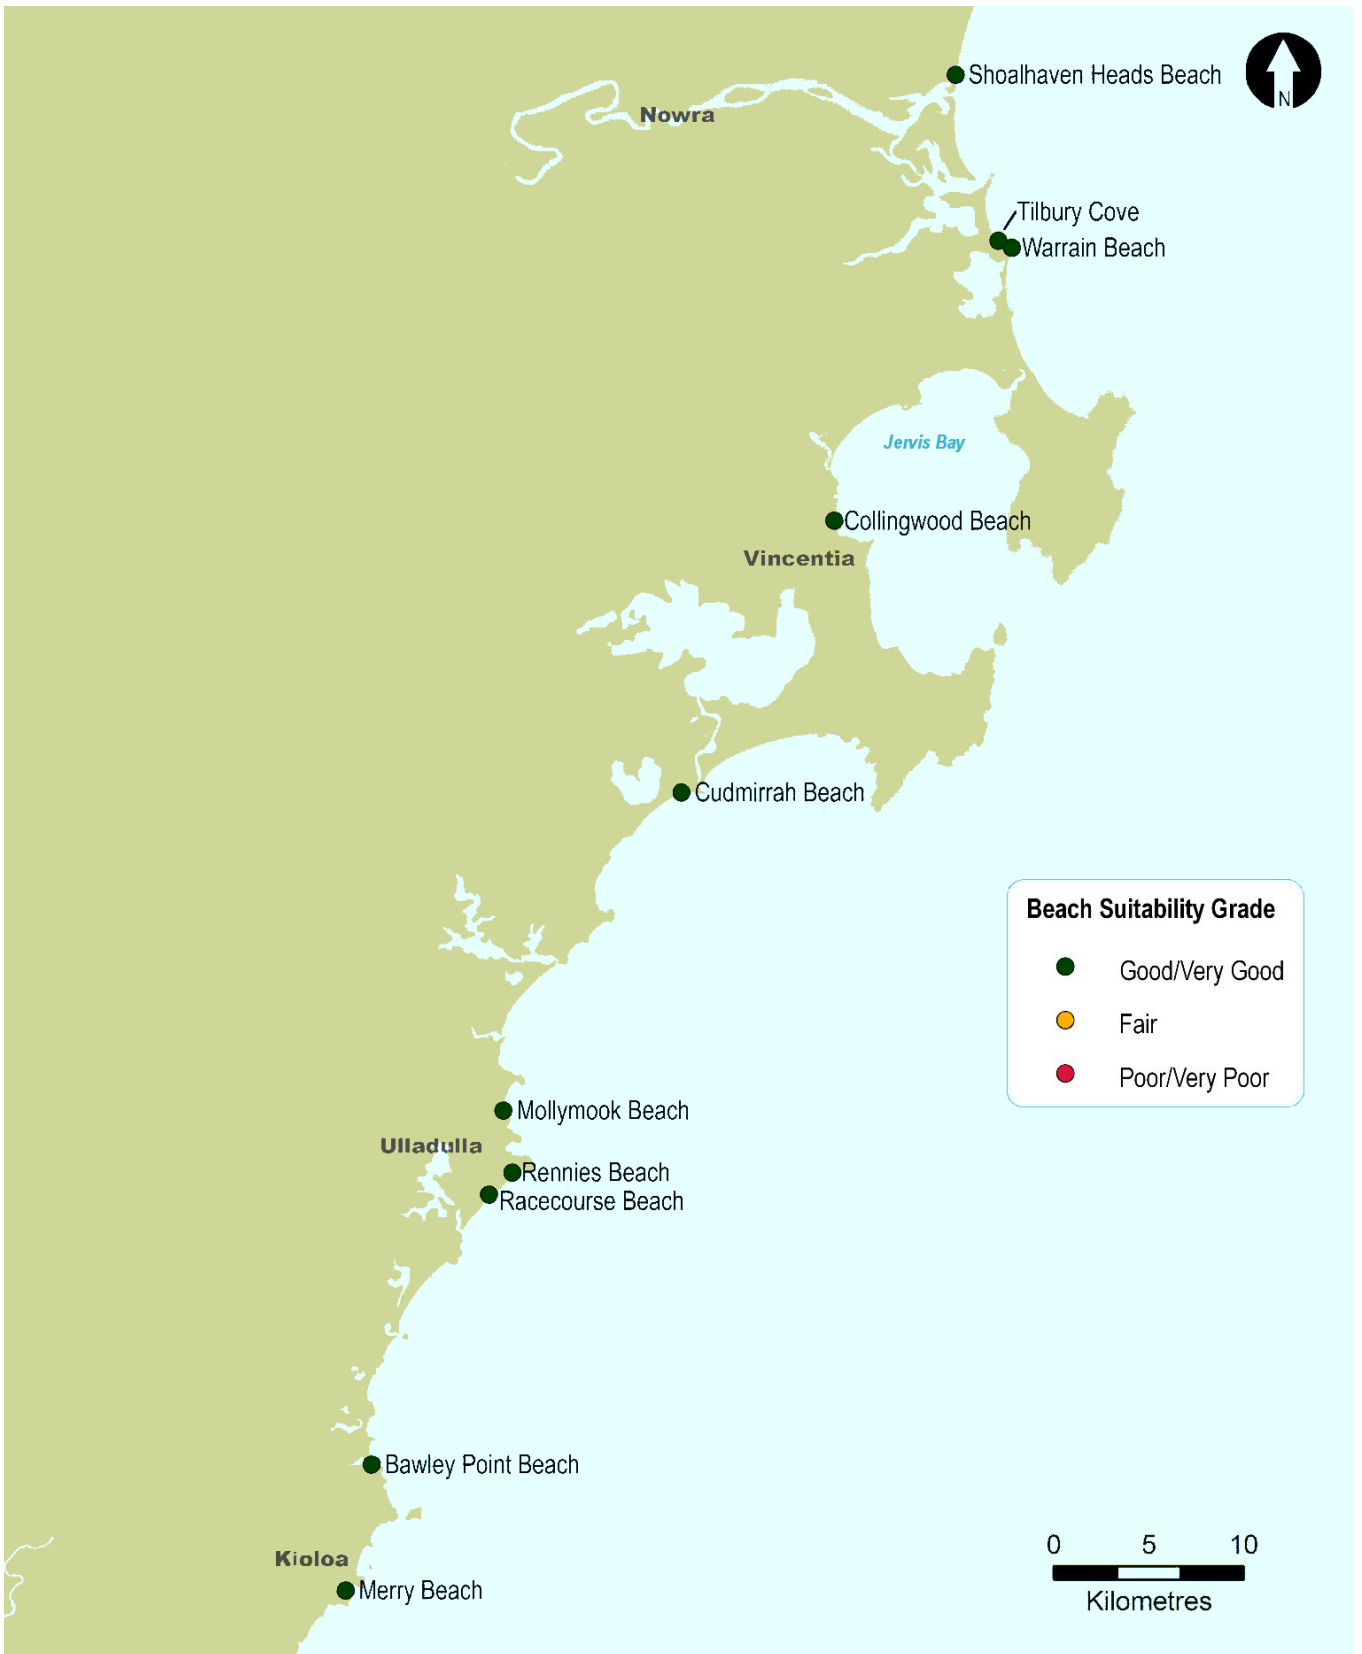 Shoalhaven Heads Beach
N
Nowra
Tilbury Cove
Warrain Beach
Jervis Bay
Collingwood Beach
Vincentia
Cudmirrah Beach
Beach Suitability Grade
Good/Very Good
Fair
Poor/Very Poor
Mollymook Beach
Ulladulla
Rennies Beach
Racecourse Beach
Bawley Point Beach
Kioloa
Merry Beach
0 5 10
Kilometres